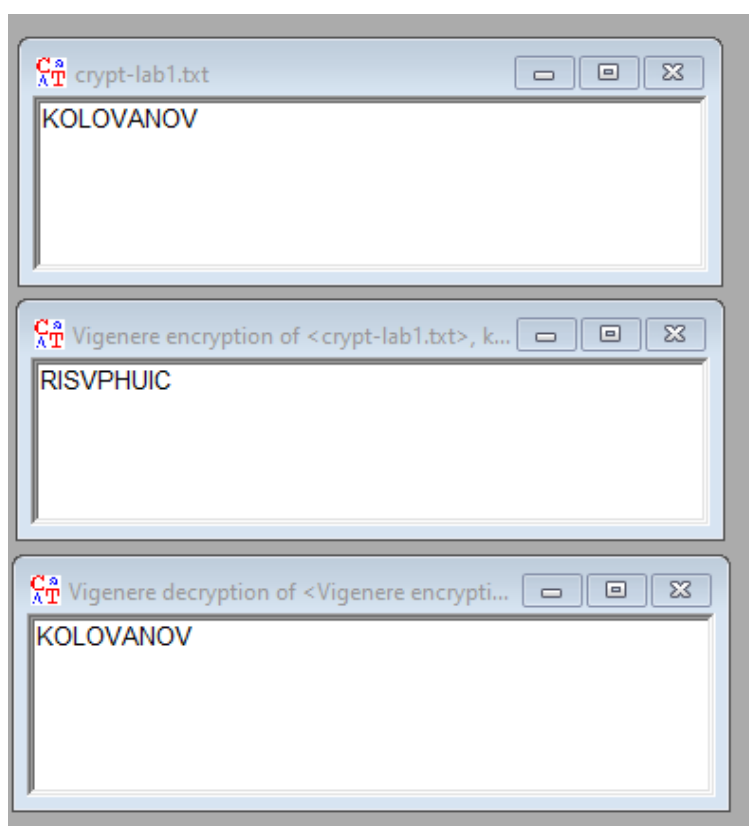 crypt-lab1.txt
KOLOVANOV
Vigenere encryption of <crypt-lab1.txt>, k...
RISVPHUIC
Vigenere decryption of <Vigenere encrypti...
KOLOVANOV